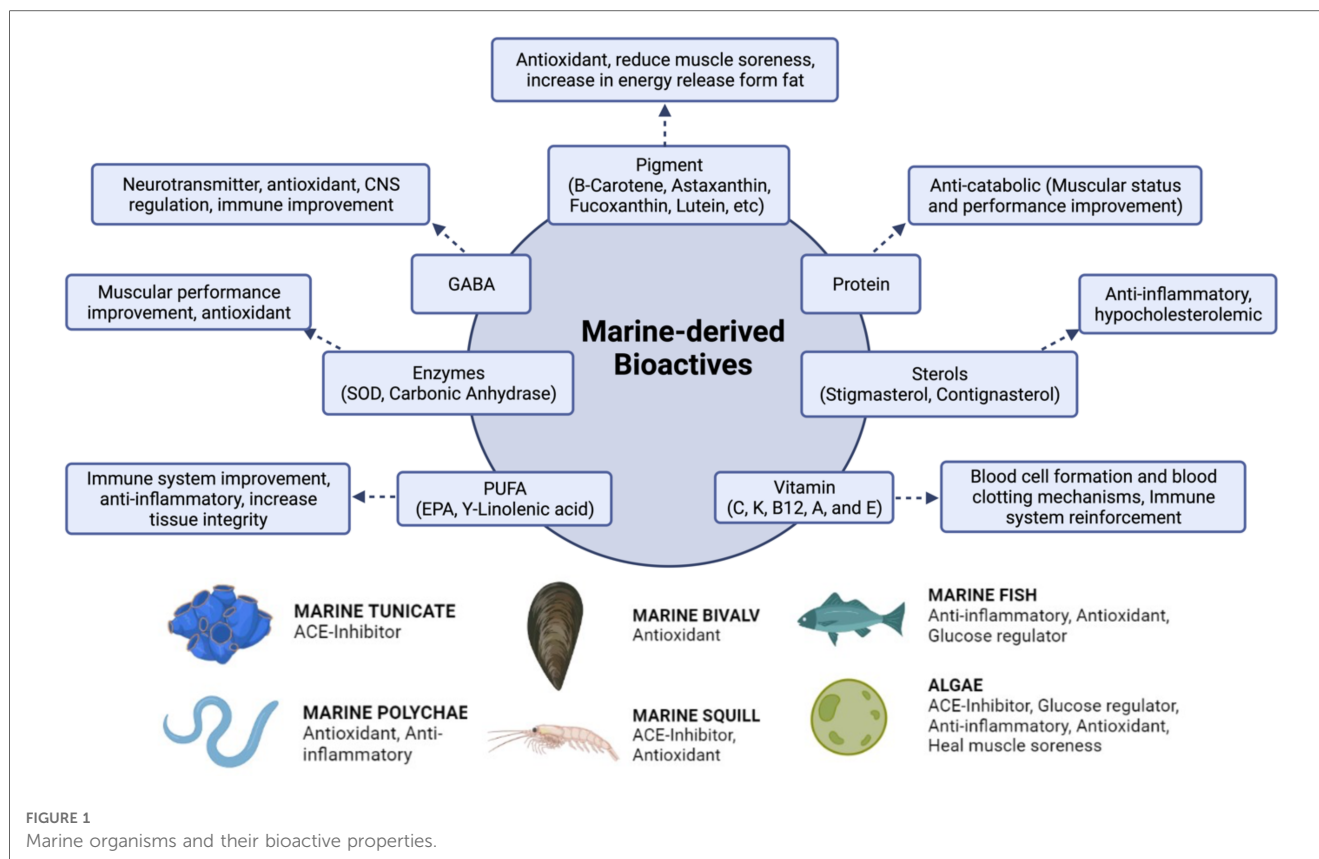 Antioxidant, reduce muscle soreness,
increase in energy release form fat
Pigment
(B-Carotene, Astaxanthin,
Fucoxanthin, Lutein, etc)
Neurotransmitter, antioxidant, CNS
regulation, immune improvement
Anti-catabolic (Muscular status
and performance improvement)
GABA
Protein
Muscular performance
improvement, antioxidant
Anti-inflammatory,
hypocholesterolemic
Marine-derived
Bioactives
Enzymes
(SOD, Carbonic Anhydrase)
Sterols
(Stigmasterol, Contignasterol)
Immune system improvement,
anti-inflammatory, increase
tissue integrity
PUFA
(EPA, Y-Linolenic acid)
Vitamin
(C, K, B12, A, and E)
Blood cell formation and blood
clotting mechanisms, Immune
system reinforcement
MARINE TUNICATE
ACE-Inhibitor
MARINE BIVALV
Antioxidant
MARINE FISH
Anti-inflammatory, Antioxidant,
Glucose regulator
MARINE POLYCHAE
Antioxidant, Anti-
inflammatory
MARINE SQUILL
ACE-Inhibitor,
Antioxidant
ALGAE
ACE-Inhibitor, Glucose regulator,
Anti-inflammatory, Antioxidant,
Heal muscle soreness
FIGURE 1
Marine organisms and their bioactive properties.